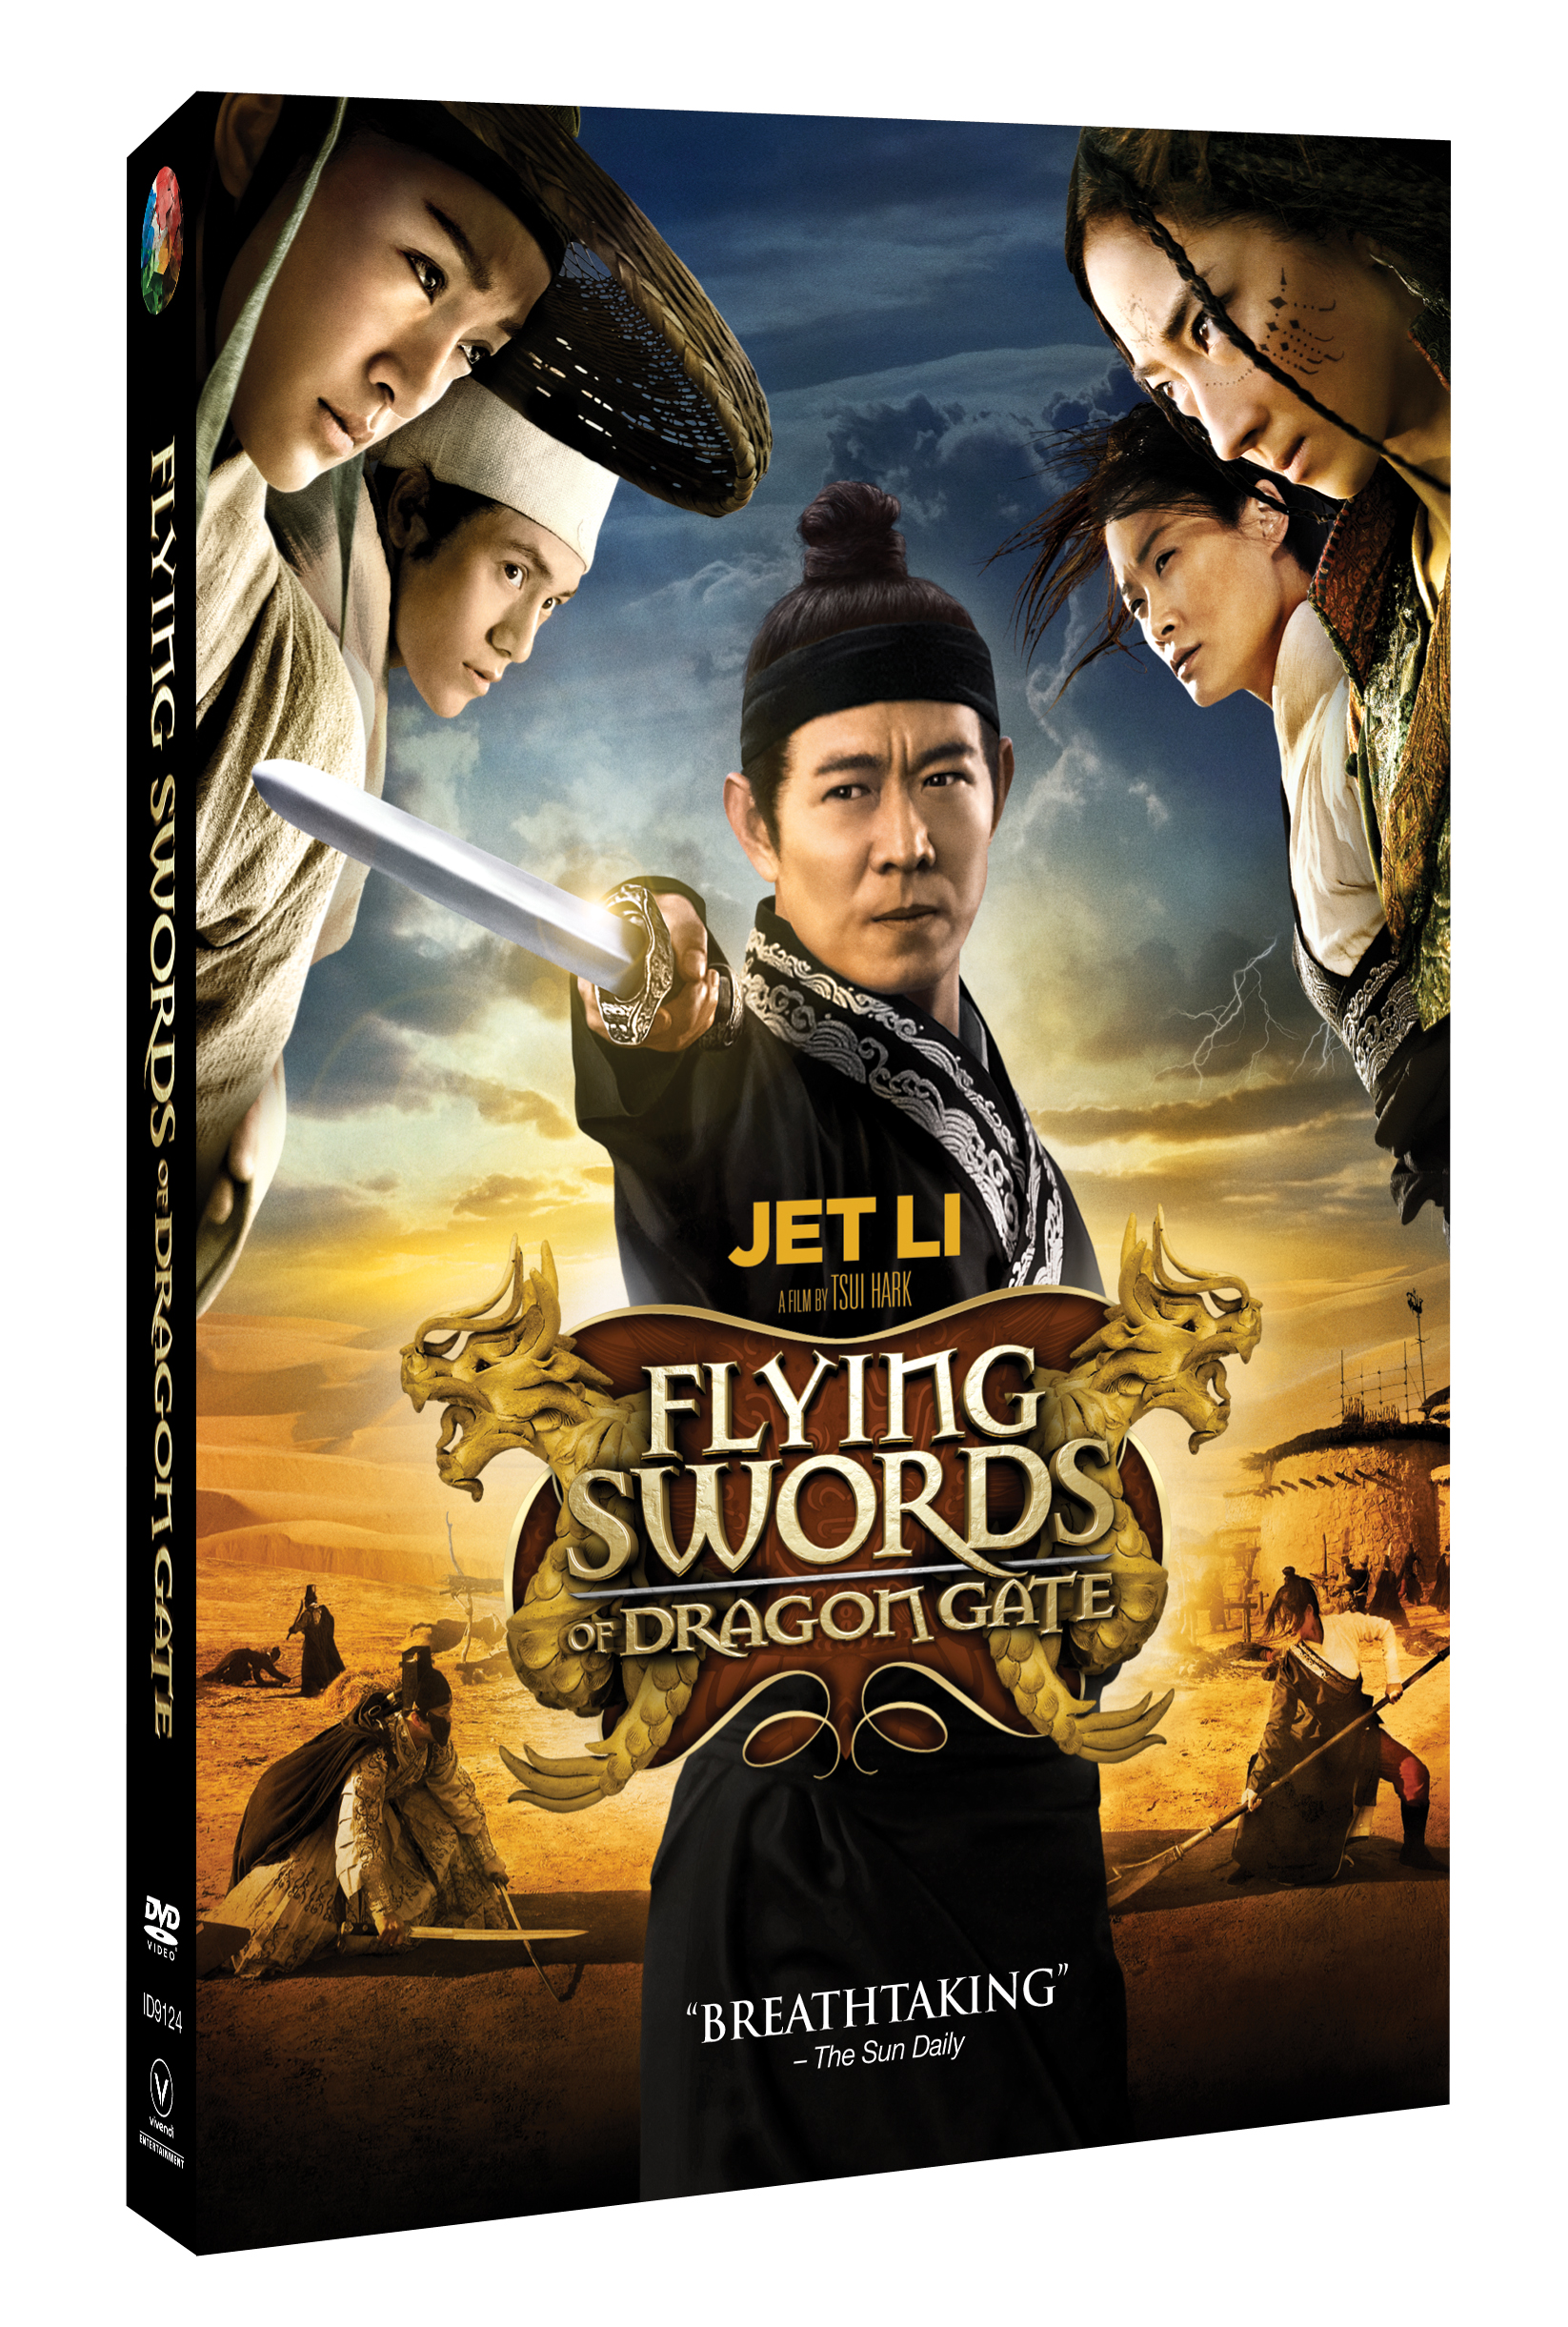 FLYING SWORDS OF DRAGON GATE
DVD
VIDEO
ID9124
V
vivendi
ENTERTAINMENT
JET LI
A FILM BY TSUI HARK
FLYING
SWORDS
OF DRAGON GATE
“BREATHTAKING”
– The Sun Daily